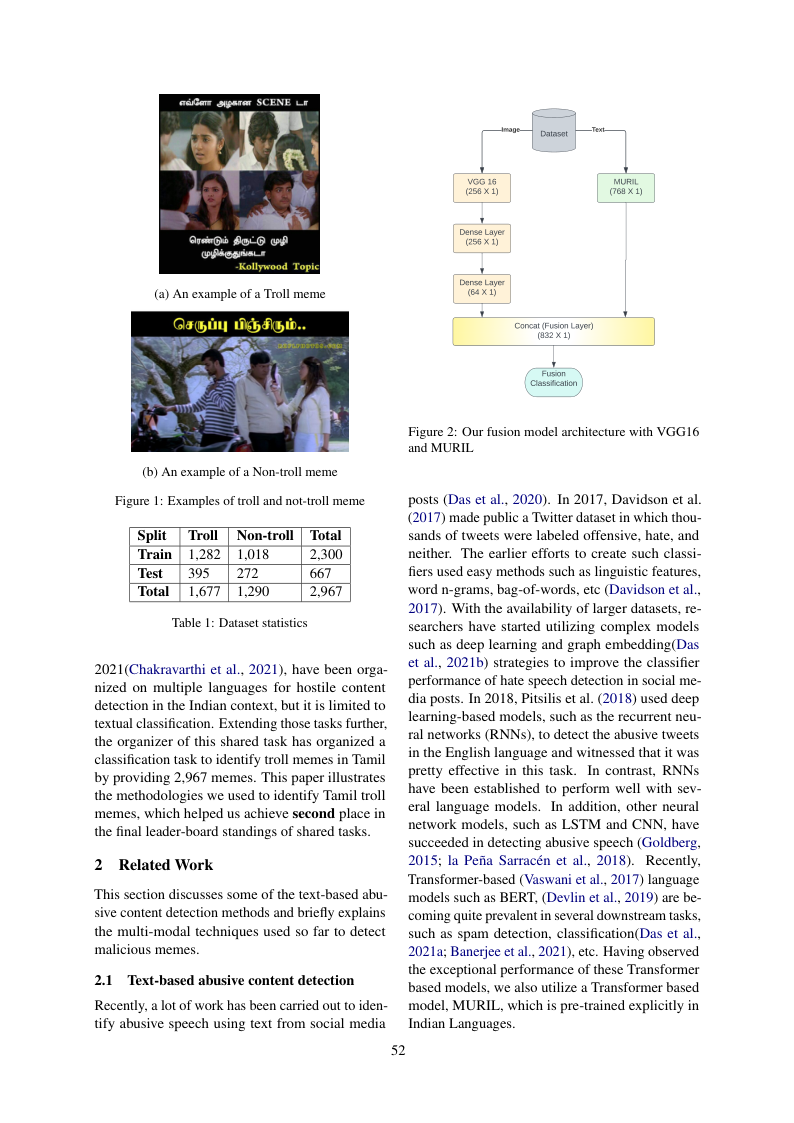 எவ்ளோ அழகான SCENE டா
ரெண்டும் திருட்டு முழி
முழிக்குதுங்கடா
-Kollywood Topic
(a) An example of a Troll meme
செருப்பு பிஞ்சிரும்..
(b) An example of a Non-troll meme
Figure 1: Examples of troll and not-troll meme
Split Troll Non-troll Total
Train 1,282 1,018 2,300
Test 395 272 667
Total 1,677 1,290 2,967
Table 1: Dataset statistics
2021(Chakravarthi et al., 2021), have been orga-
nized on multiple languages for hostile content
detection in the Indian context, but it is limited to
textual classification. Extending those tasks further,
the organizer of this shared task has organized a
classification task to identify troll memes in Tamil
by providing 2,967 memes. This paper illustrates
the methodologies we used to identify Tamil troll
memes, which helped us achieve second place in
the final leader-board standings of shared tasks.
2 Related Work
This section discusses some of the text-based abu-
sive content detection methods and briefly explains
the multi-modal techniques used so far to detect
malicious memes.
2.1 Text-based abusive content detection
Recently, a lot of work has been carried out to iden-
tify abusive speech using text from social media
Dataset
Image
Text
VGG 16
(256 X 1)
MURIL
(768 X 1)
Dense Layer
(256 X 1)
Dense Layer
(64 X 1)
Concat (Fusion Layer)
(832 X 1)
Fusion
Classification
Figure 2: Our fusion model architecture with VGG16
and MURIL
posts (Das et al., 2020). In 2017, Davidson et al.
(2017) made public a Twitter dataset in which thou-
sands of tweets were labeled offensive, hate, and
neither. The earlier efforts to create such classi-
fiers used easy methods such as linguistic features,
word n-grams, bag-of-words, etc (Davidson et al.,
2017). With the availability of larger datasets, re-
searchers have started utilizing complex models
such as deep learning and graph embedding(Das
et al., 2021b) strategies to improve the classifier
performance of hate speech detection in social me-
dia posts. In 2018, Pitsilis et al. (2018) used deep
learning-based models, such as the recurrent neu-
ral networks (RNNs), to detect the abusive tweets
in the English language and witnessed that it was
pretty effective in this task. In contrast, RNNs
have been established to perform well with sev-
eral language models. In addition, other neural
network models, such as LSTM and CNN, have
succeeded in detecting abusive speech (Goldberg,
2015; la Peña Sarracén et al., 2018). Recently,
Transformer-based (Vaswani et al., 2017) language
models such as BERT, (Devlin et al., 2019) are be-
coming quite prevalent in several downstream tasks,
such as spam detection, classification(Das et al.,
2021a; Banerjee et al., 2021), etc. Having observed
the exceptional performance of these Transformer
based models, we also utilize a Transformer based
model, MURIL, which is pre-trained explicitly in
Indian Languages.
52